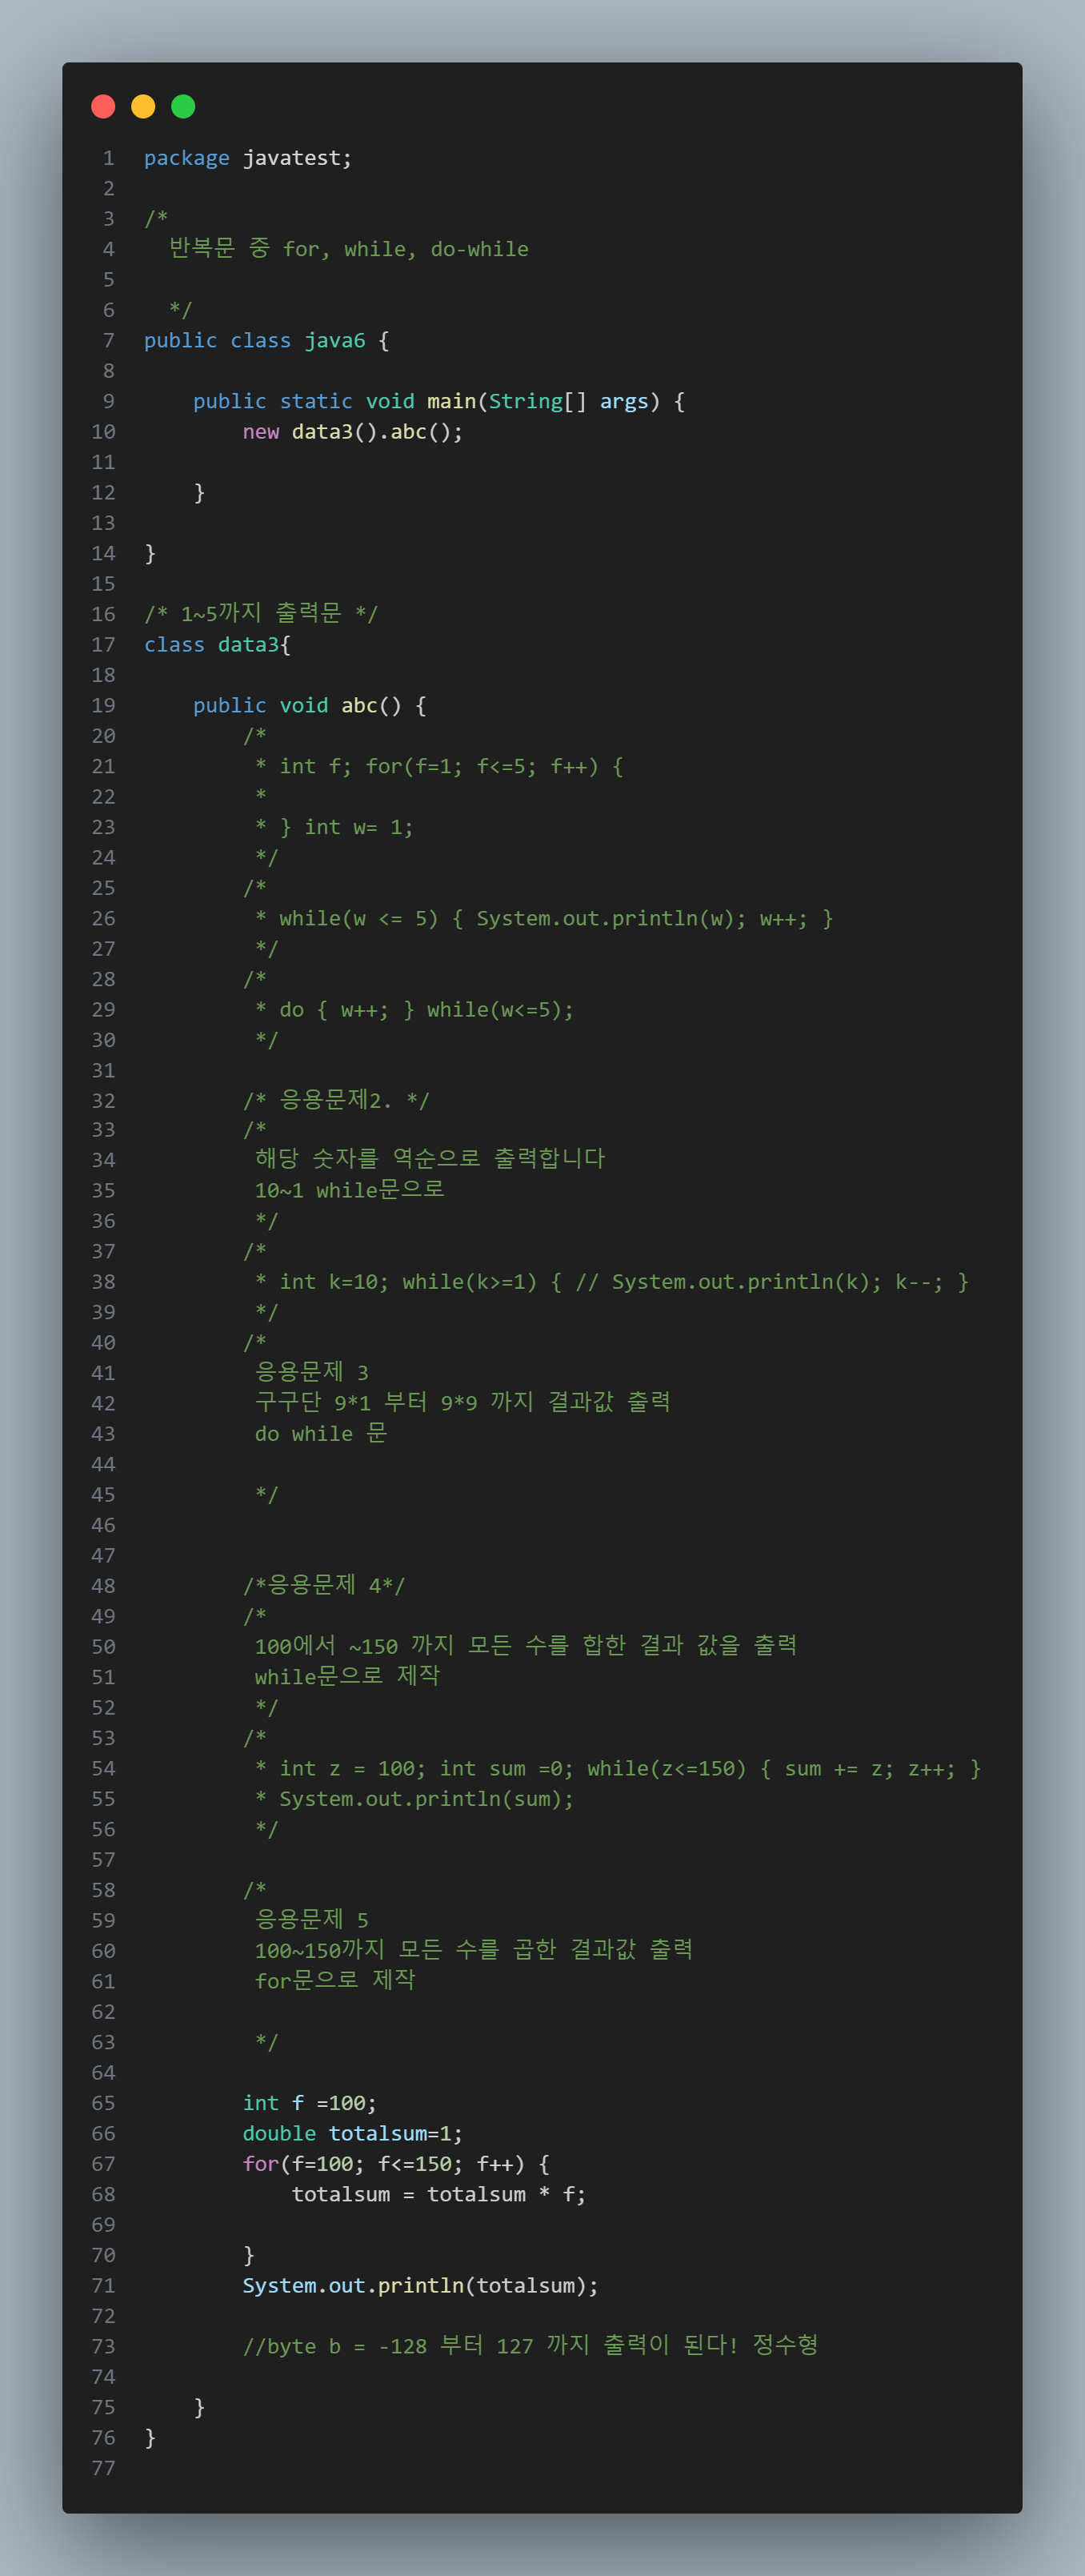 1 package javatest;
2
3 /*
4 반복문 중 for, while, do-while
5
6 */
7 public class java6 {
8
9 public static void main(String[] args) {
10 new data3().abc();
11
12 }
13
14 }
15
16 /* 1~5까지 출력문 */
17 class data3{
18
19 public void abc() {
20 /*
21 * int f; for(f=1; f<=5; f++) {
22 *
23 * } int w= 1;
24 */
25 /*
26 * while(w <= 5) { System.out.println(w); w++; }
27 */
28 /*
29 * do { w++; } while(w<=5);
30 */
31
32 /* 응용문제2. */
33 /*
34 해당 숫자를 역순으로 출력합니다
35 10~1 while문으로
36 */
37 /*
38 * int k=10; while(k>=1) { // System.out.println(k); k--; }
39 */
40 /*
41 응용문제 3
42 구구단 9*1 부터 9*9 까지 결과값 출력
43 do while 문
44
45 */
46
47
48 /*응용문제 4*/
49 /*
50 100에서 ~150 까지 모든 수를 합한 결과 값을 출력
51 while문으로 제작
52 */
53 /*
54 * int z = 100; int sum =0; while(z<=150) { sum += z; z++; }
55 * System.out.println(sum);
56 */
57
58 /*
59 응용문제 5
60 100~150까지 모든 수를 곱한 결과값 출력
61 for문으로 제작
62
63 */
64
65 int f =100;
66 double totalsum=1;
67 for(f=100; f<=150; f++) {
68 totalsum = totalsum * f;
69
70 }
71 System.out.println(totalsum);
72
73 //byte b = -128 부터 127 까지 출력이 된다! 정수형
74
75 }
76 }
77